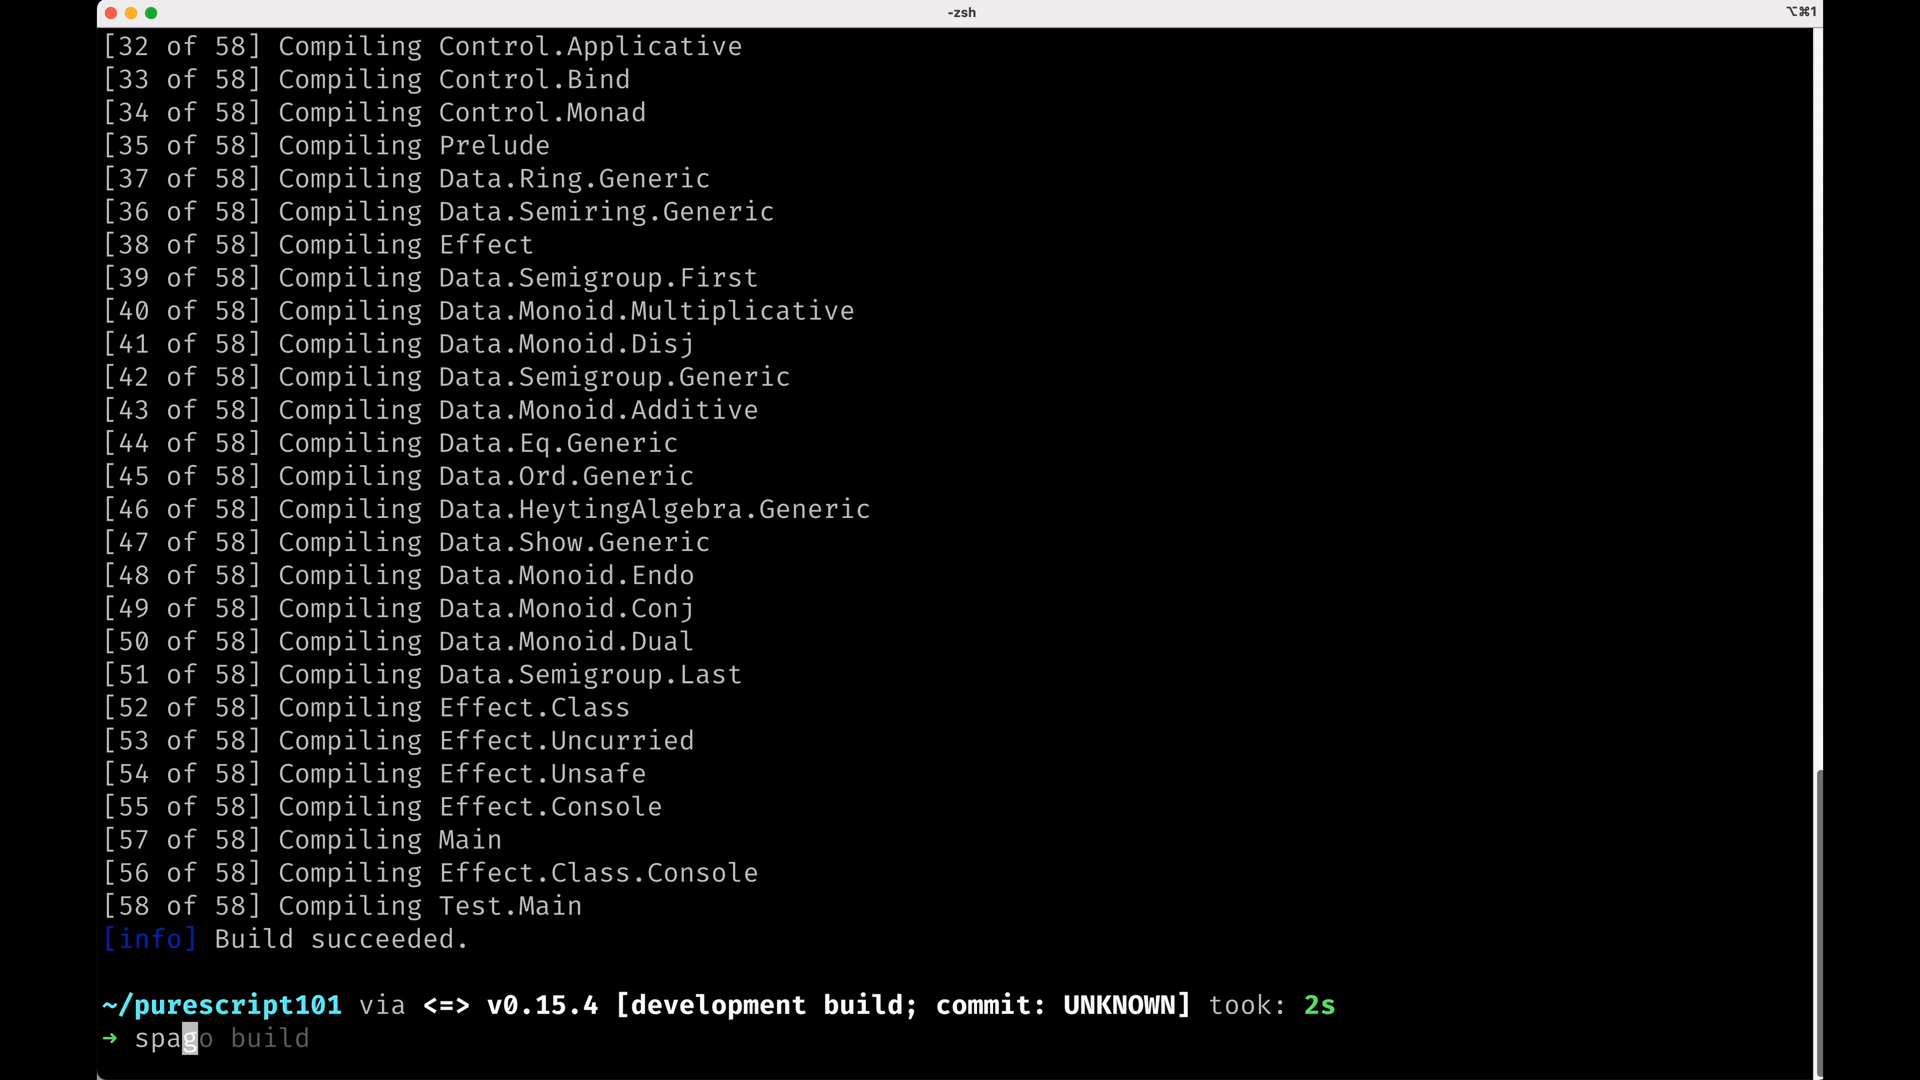 -zsh
⌥⌘1
[32 of 58] Compiling Control.Applicative
[33 of 58] Compiling Control.Bind
[34 of 58] Compiling Control.Monad
[35 of 58] Compiling Prelude
[37 of 58] Compiling Data.Ring.Generic
[36 of 58] Compiling Data.Semiring.Generic
[38 of 58] Compiling Effect
[39 of 58] Compiling Data.Semigroup.First
[40 of 58] Compiling Data.Monoid.Multiplicative
[41 of 58] Compiling Data.Monoid.Disj
[42 of 58] Compiling Data.Semigroup.Generic
[43 of 58] Compiling Data.Monoid.Additive
[44 of 58] Compiling Data.Eq.Generic
[45 of 58] Compiling Data.Ord.Generic
[46 of 58] Compiling Data.HeytingAlgebra.Generic
[47 of 58] Compiling Data.Show.Generic
[48 of 58] Compiling Data.Monoid.Endo
[49 of 58] Compiling Data.Monoid.Conj
[50 of 58] Compiling Data.Monoid.Dual
[51 of 58] Compiling Data.Semigroup.Last
[52 of 58] Compiling Effect.Class
[53 of 58] Compiling Effect.Uncurried
[54 of 58] Compiling Effect.Unsafe
[55 of 58] Compiling Effect.Console
[57 of 58] Compiling Main
[56 of 58] Compiling Effect.Class.Console
[58 of 58] Compiling Test.Main
[info] Build succeeded.
~/purescript101 via <=> v0.15.4 [development build; commit: UNKNOWN] took: 2s
→ spago build